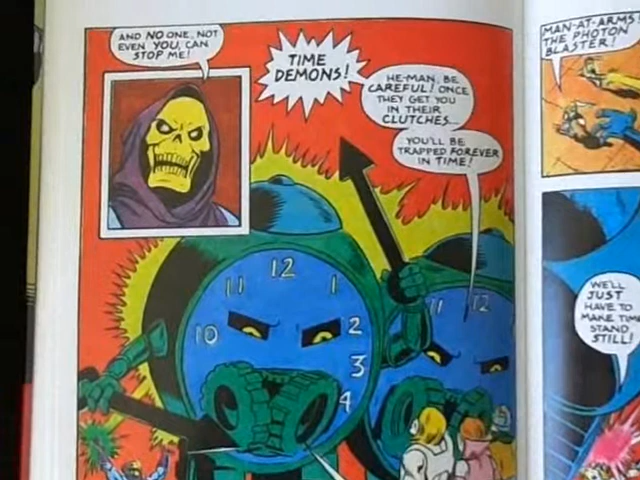 AND NO ONE, NOT
EVEN YOU, CAN
STOP ME!
TIME
DEMONS!
HE-MAN, BE
CAREFUL! ONCE
THEY GET YOU
IN THEIR
CLUTCHES...
YOU'LL BE
TRAPPED FOREVER
IN TIME!
12
11
1
10
2
3
4
11
12
MAN-AT-ARMS!
THE PHOTON
BLASTER!
WE'LL
JUST
HAVE TO
MAKE TIME
STAND
STILL!